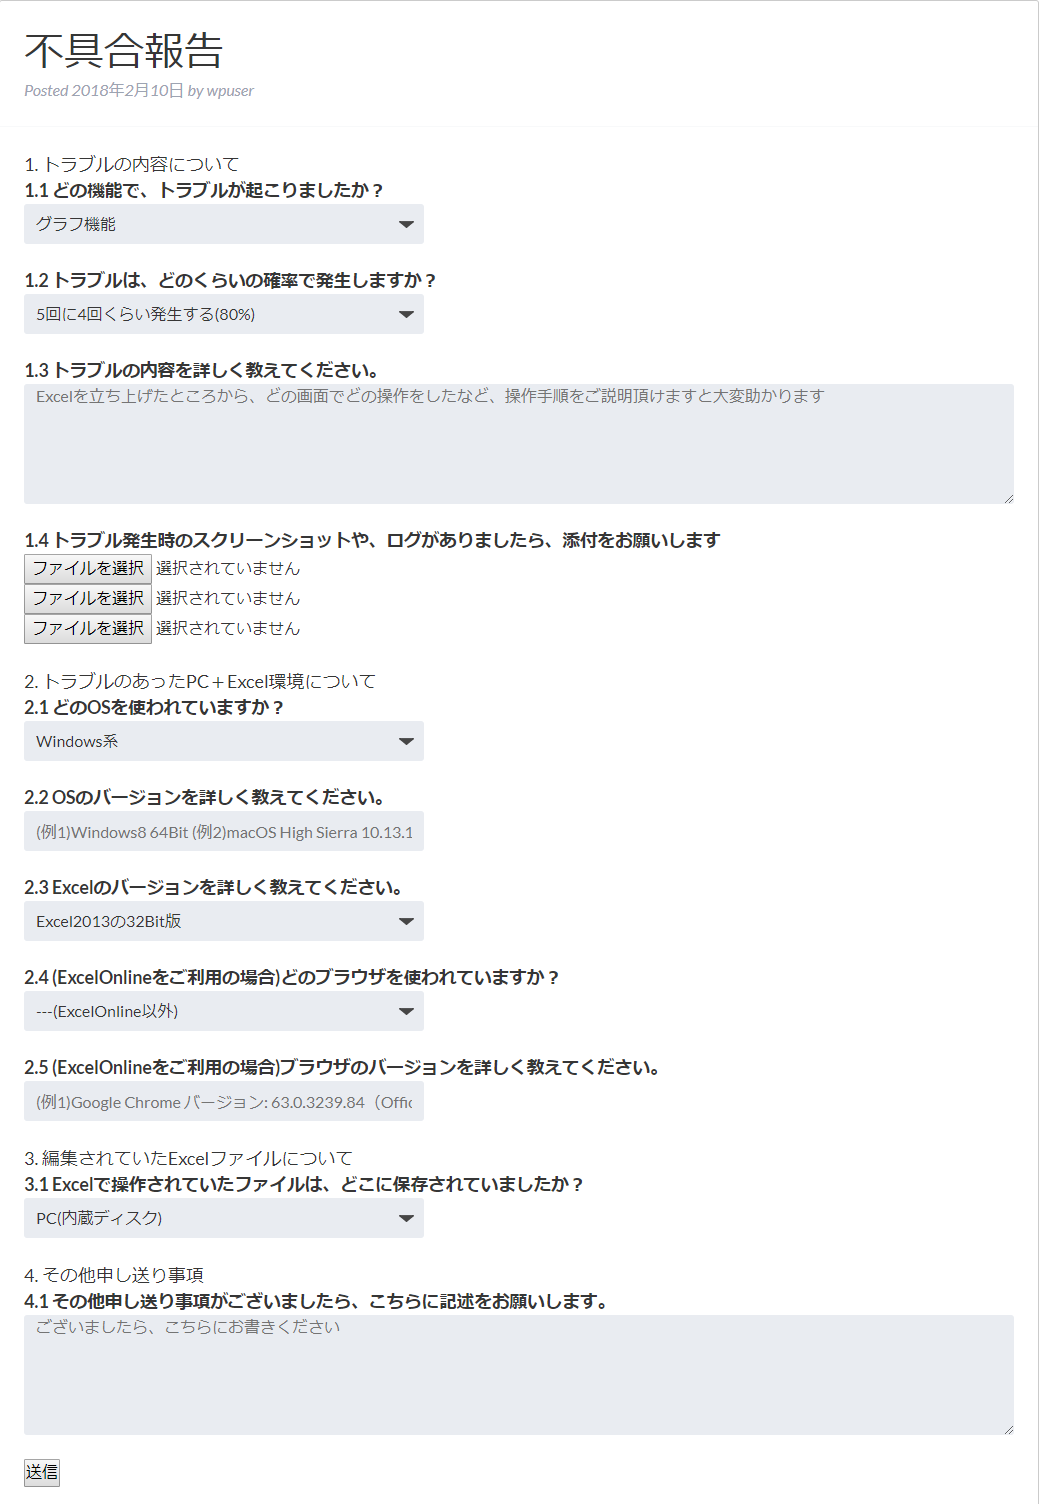 不具合報告
Posted 2018年2月10日 by wpuser
1. トラブルの内容について
1.1 どの機能で、トラブルが起こりましたか？
グラフ機能
1.2 トラブルは、どのくらいの確率で発生しますか？
5回に4回くらい発生する(80%)
1.3 トラブルの内容を詳しく教えてください。
Excelを立ち上げたところから、どの画面でどの操作をしたなど、操作手順をご説明頂けますと大変助かります
1.4 トラブル発生時のスクリーンショットや、ログがありましたら、添付をお願いします
ファイルを選択 選択されていません
ファイルを選択 選択されていません
ファイルを選択 選択されていません
2. トラブルのあったPC＋Excel環境について
2.1 どのOSを使われていますか？
Windows系
2.2 OSのバージョンを詳しく教えてください。
(例1)Windows8 64Bit (例2)macOS High Sierra 10.13.1
2.3 Excelのバージョンを詳しく教えてください。
Excel2013の32Bit版
2.4 (ExcelOnlineをご利用の場合)どのブラウザを使われていますか？
---(ExcelOnline以外)
2.5 (ExcelOnlineをご利用の場合)ブラウザのバージョンを詳しく教えてください。
(例1)Google Chrome バージョン: 63.0.3239.84（Offic
3. 編集されていたExcelファイルについて
3.1 Excelで操作されていたファイルは、どこに保存されていましたか？
PC(内蔵ディスク)
4. その他申し送り事項
4.1 その他申し送り事項がございましたら、こちらに記述をお願いします。
ございましたら、こちらにお書きください
送信